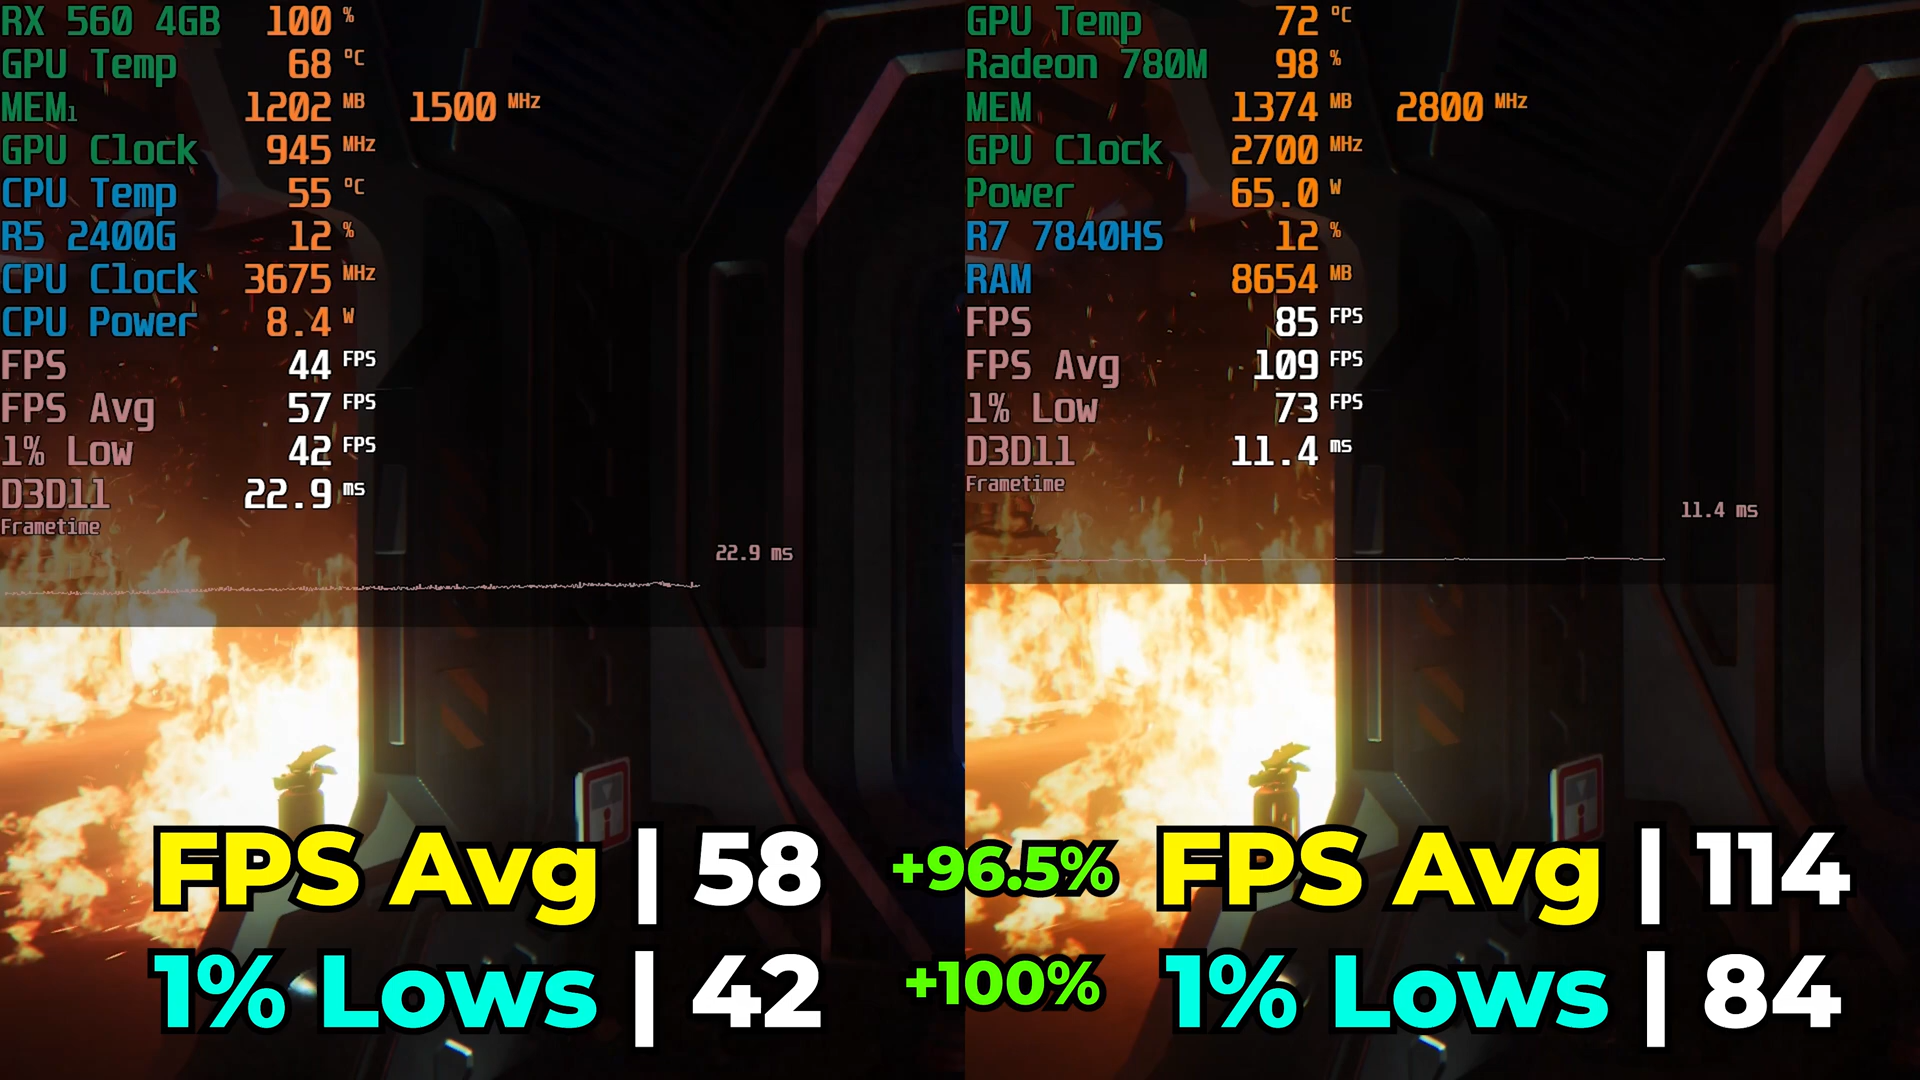 RX 560 4GB 100 %
GPU Temp 68 °C
MEM1 1202 MB 1500 MHz
GPU Clock 945 MHz
CPU Temp 55 °C
R5 2400G 12 %
CPU Clock 3675 MHz
CPU Power 8.4 W
FPS 44 FPS
FPS Avg 57 FPS
1% Low 42 FPS
D3D11 22.9 ms
Frametime
22.9 ms
GPU Temp 72 °C
Radeon 780M 98 %
MEM 1374 MB 2800 MHz
GPU Clock 2700 MHz
Power 65.0 W
R7 7840HS 12 %
RAM 8654 MB
FPS 85 FPS
FPS Avg 109 FPS
1% Low 73 FPS
D3D11 11.4 ms
Frametime
11.4 ms
FPS Avg | 58 +96.5% FPS Avg | 114
1% Lows | 42 +100% 1% Lows | 84